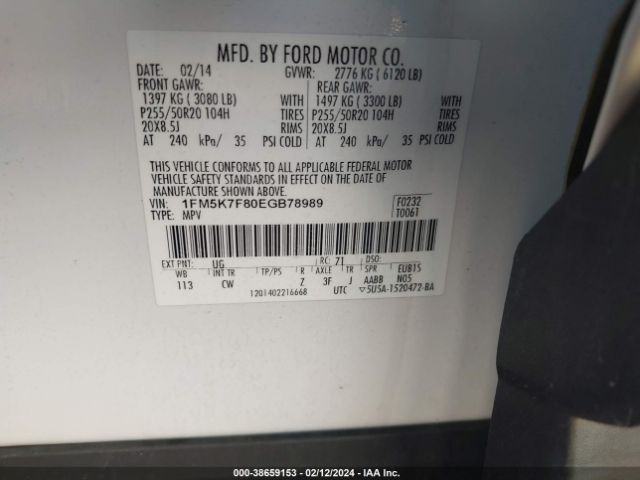 MFD. BY FORD MOTOR CO.
DATE: 02/14 GVWR: 2776 KG ( 6120 LB)
FRONT GAWR: REAR GAWR:
1397 KG ( 3080 LB) WITH 1497 KG ( 3300 LB) WITH
P255/50R20 104H TIRES P255/50R20 104H TIRES
20X8.5J RIMS 20X8.5J RIMS
AT 240 kPa/ 35 PSI COLD AT 240 kPa/ 35 PSI COLD
THIS VEHICLE CONFORMS TO ALL APPLICABLE FEDERAL MOTOR
VEHICLE SAFETY STANDARDS IN EFFECT ON THE DATE OF
MANUFACTURE SHOWN ABOVE.
VIN: 1FM5K7F80EGB78989 F0232
TYPE: MPV T0061
EXT PNT: UG RC: 71 DSO:
WB INT TR TP/PS R AXLE TR SPR EUB15
113 CW Z 3F J AABB N05
1201402216668 UTC ▽5U5A-1520472-BA
© Copart - 38659153 - 02/12/2024 - IAA Inc.